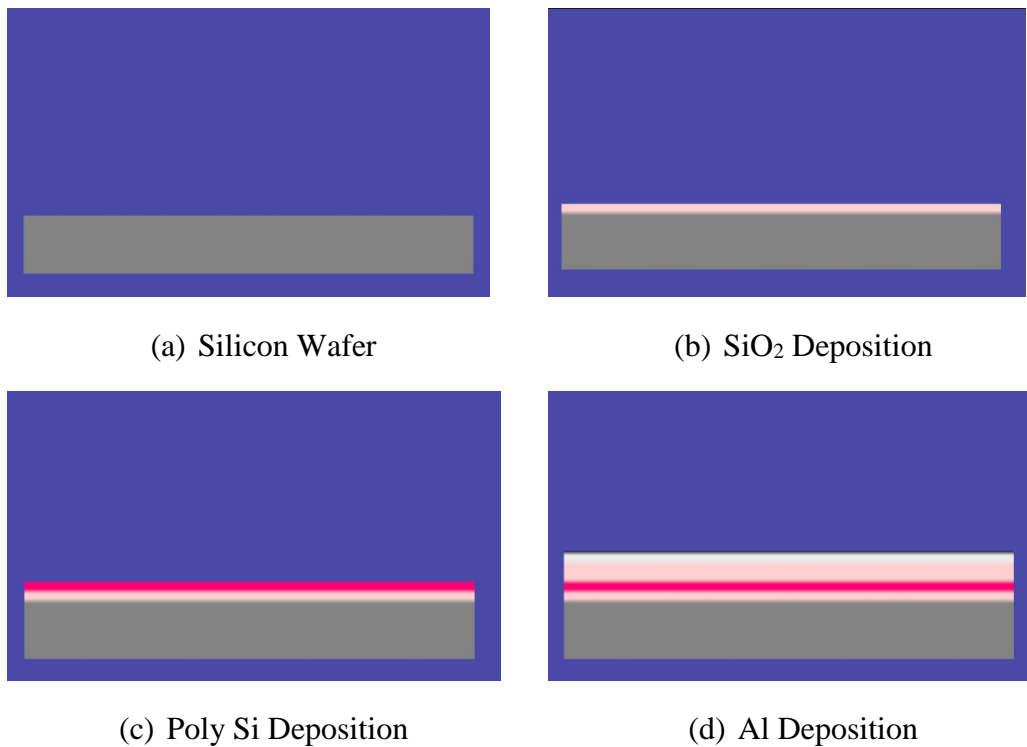 (a) Silicon Wafer
(b) SiO₂ Deposition
(c) Poly Si Deposition
(d) Al Deposition